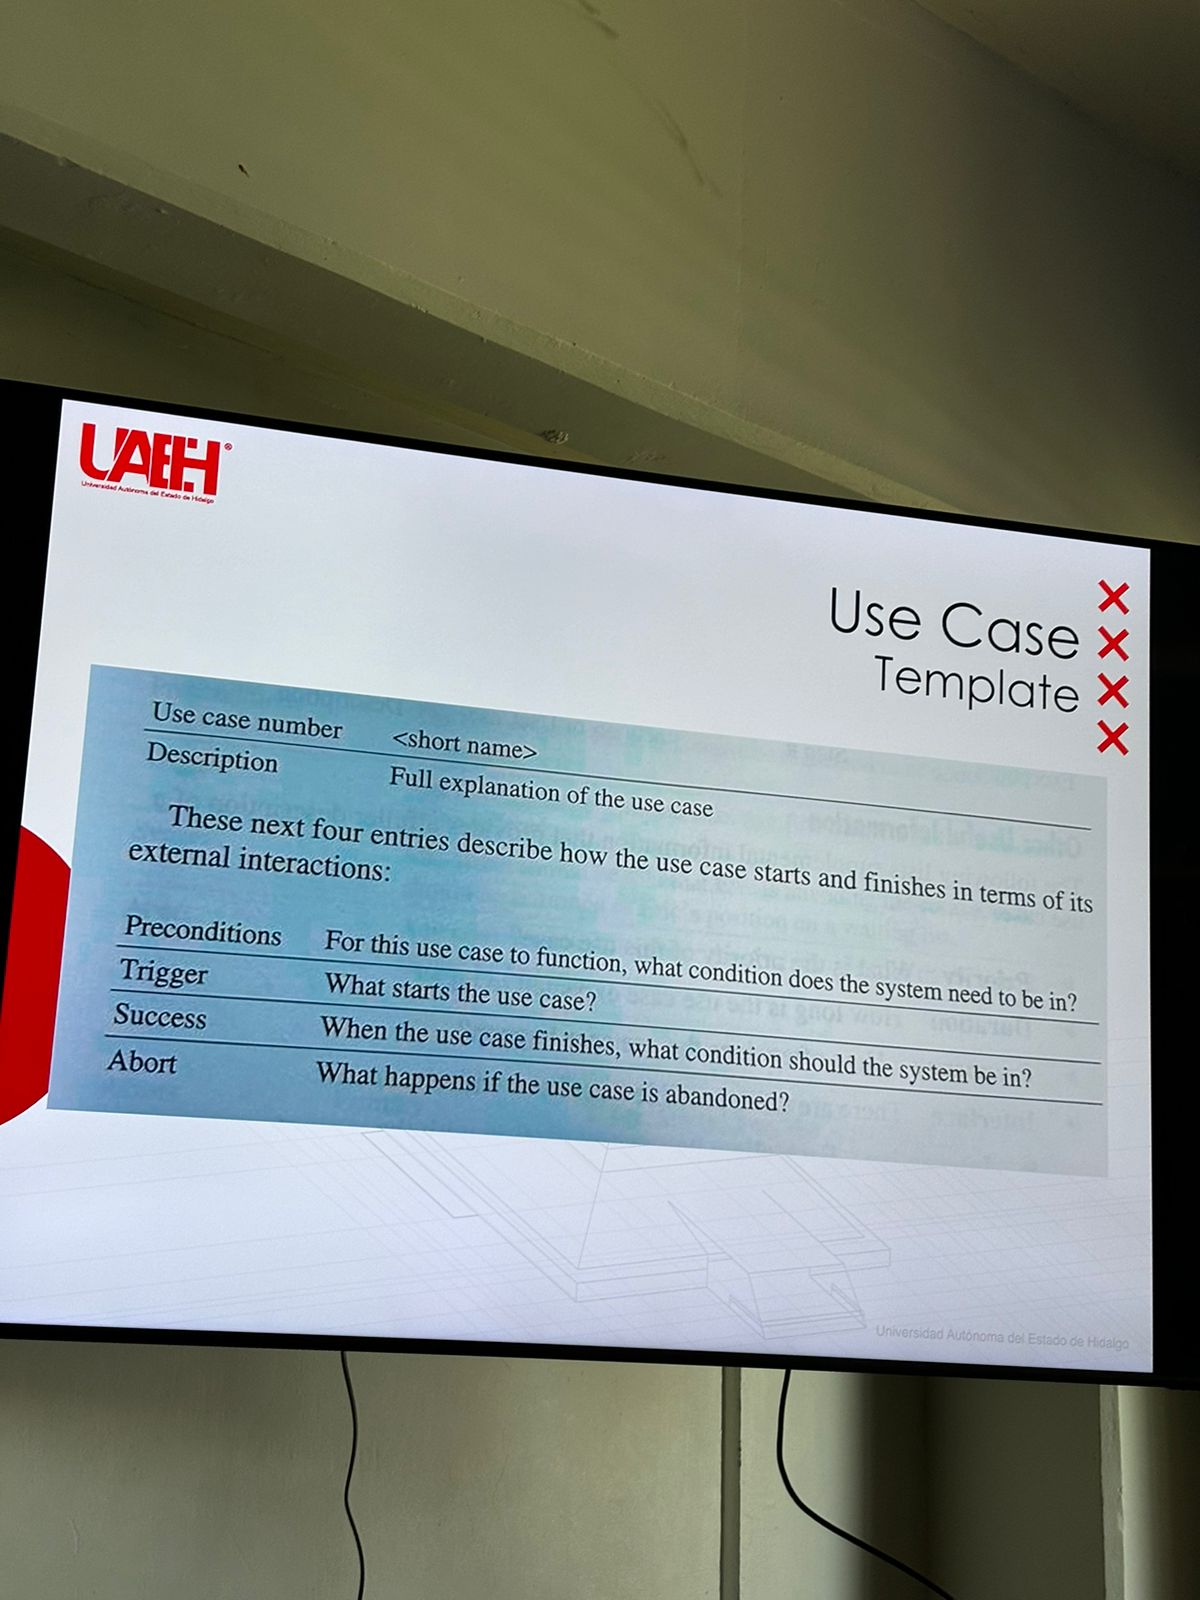 UAEH®
Universidad Autónoma del Estado de Hidalgo
Use Case
Template
Use case number <short name>
Description Full explanation of the use case
These next four entries describe how the use case starts and finishes in terms of its
external interactions:
Preconditions For this use case to function, what condition does the system need to be in?
Trigger What starts the use case?
Success When the use case finishes, what condition should the system be in?
Abort What happens if the use case is abandoned?
Universidad Autónoma del Estado de Hidalgo